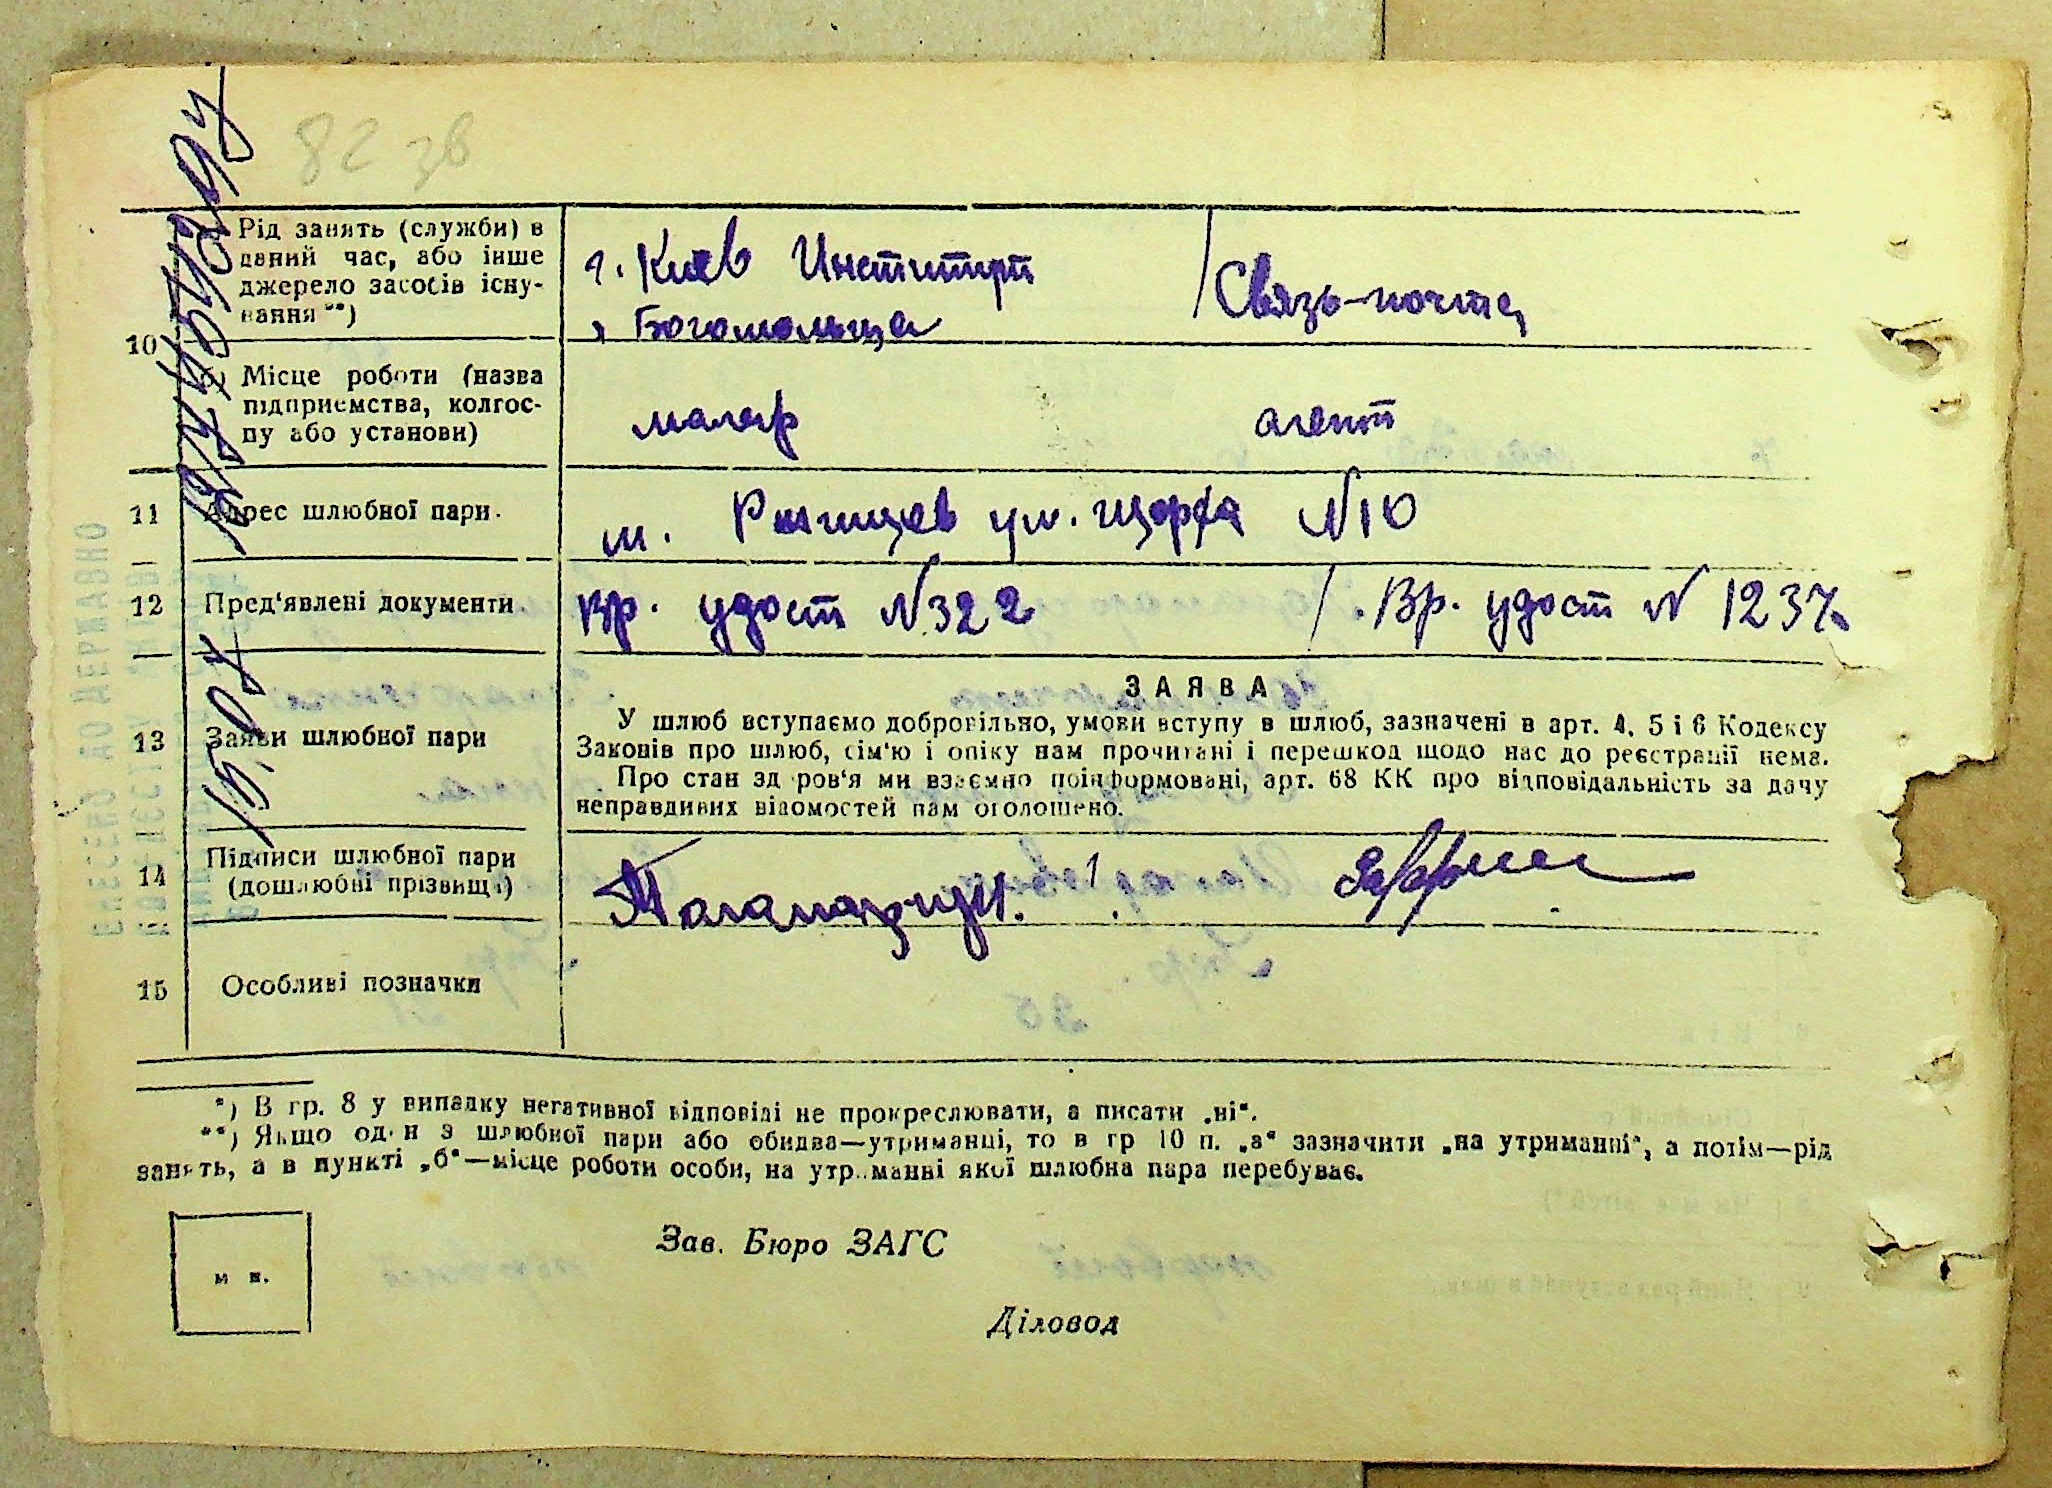 82 зв
Рід занять (служби) в
даний час, або інше
джерело засобів існу-
вання**)
г. Киев Институт
Богомольца
Связь-почта
10
б) Місце роботи (назва
підприємства, колгос-
пу або установи)
маляр
агент
11
Адрес шлюбної пари.
м. Ржищев ул. Щорса №10
12
Пред'явлені документи
Вр. удост №322
Вр. удост №
ЗАЯВА
13
Заяви шлюбної пари
У шлюб вступаємо добровільно, умови вступу в шлюб, зазначені в арт. 4, 5 і 6 Кодексу
Законів про шлюб, сім'ю і опіку нам прочитані і перешкод щодо нас до реєстрації нема.
Про стан здоров'я ми взаємно поінформовані, арт. 68 КК про відповідальність за дачу
неправдивих відомостей нам оголошено.
14
Підписи шлюбної пари
(дошлюбні прізвища)
15
Особливі позначки
*) В гр. 8 у випадку негативної відповіді не прокреслювати, а писати „ні“.
**) Якщо один з шлюбної пари або обидва—утриманці, то в гр 10 п. „а“ зазначити „на утриманні“, а потім—рід
занять, а в пункті „б“—місце роботи особи, на утриманні якої шлюбна пара перебуває.
м п.
Зав. Бюро ЗАГС
Діловод